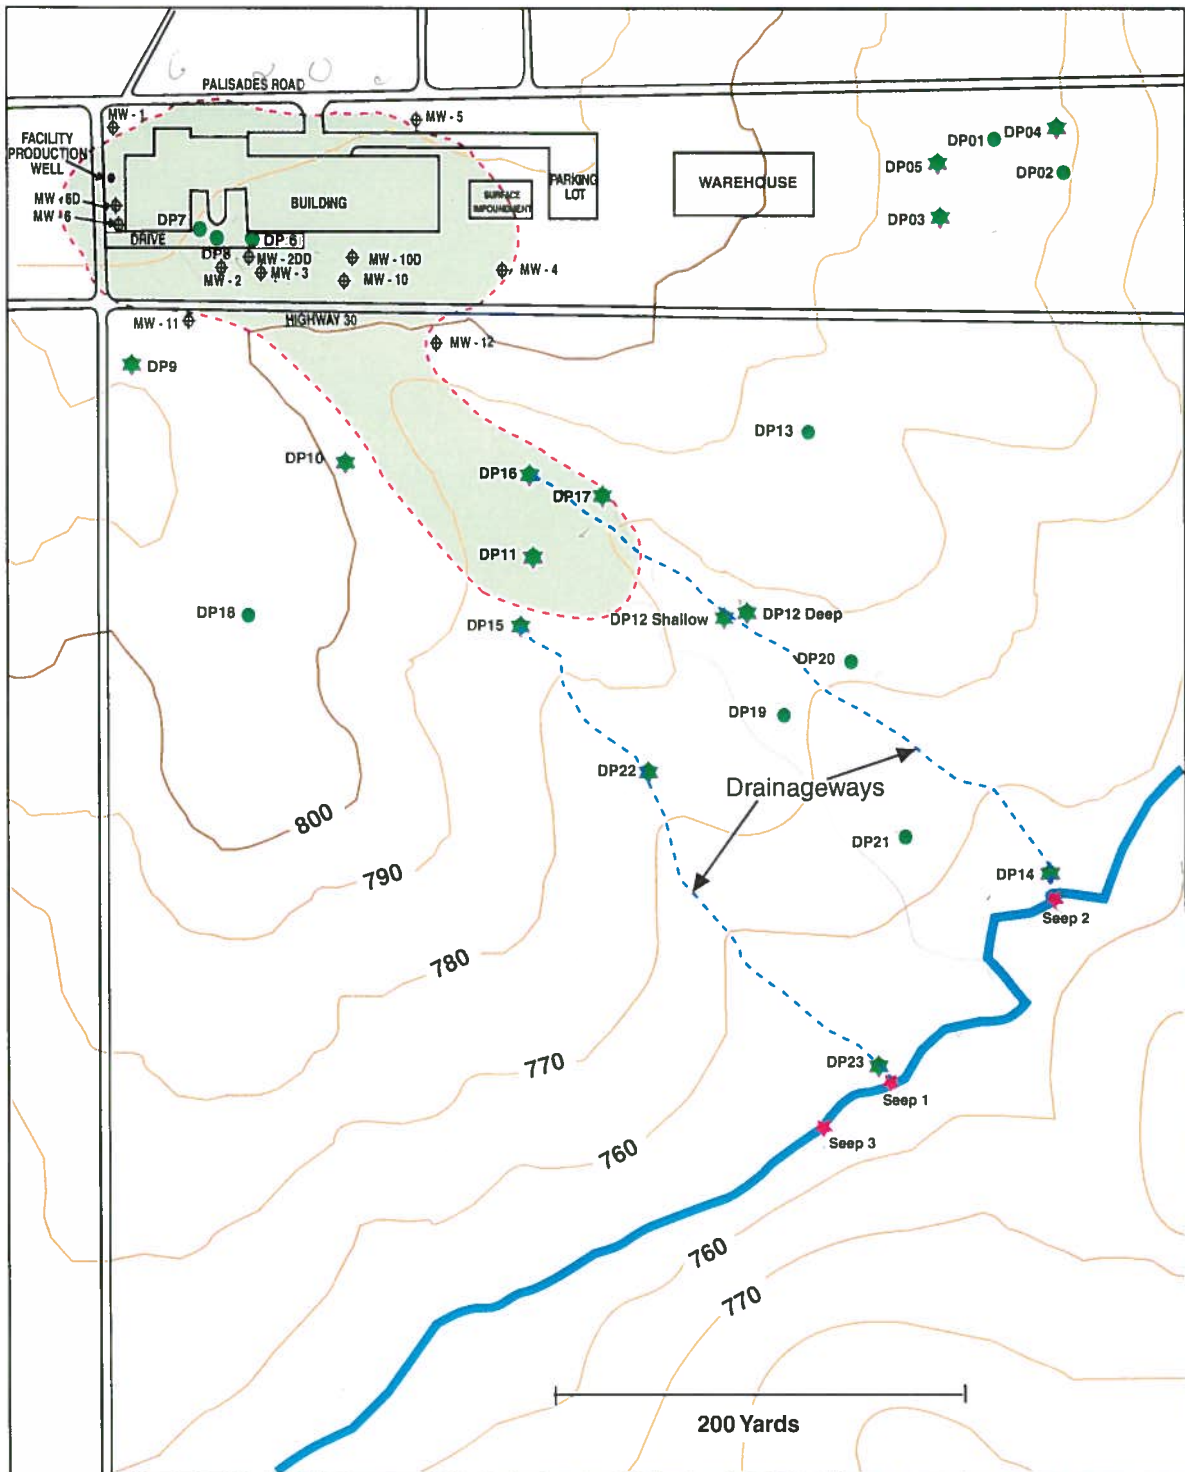 PALISADES ROAD
MW - 1
MW - 5
FACILITY
PRODUCTION
WELL
DP04
DP01
DP05
DP02
PARKING
LOT
WAREHOUSE
SURFACE
IMPOUNDMENT
MW - 6D
MW - 6
BUILDING
DP03
DP7
DRIVE
DP8
DP 6
MW - 2DD
MW - 10D
MW - 2
MW - 3
MW - 10
MW - 4
MW - 11
HIGHWAY 30
MW - 12
DP9
DP13
DP10
DP16
DP17
DP11
DP18
DP15
DP12 Shallow
DP12 Deep
DP20
DP19
DP22
Drainageways
800
DP21
790
DP14
Seep 2
780
770
DP23
Seep 1
Seep 3
760
760
770
200 Yards